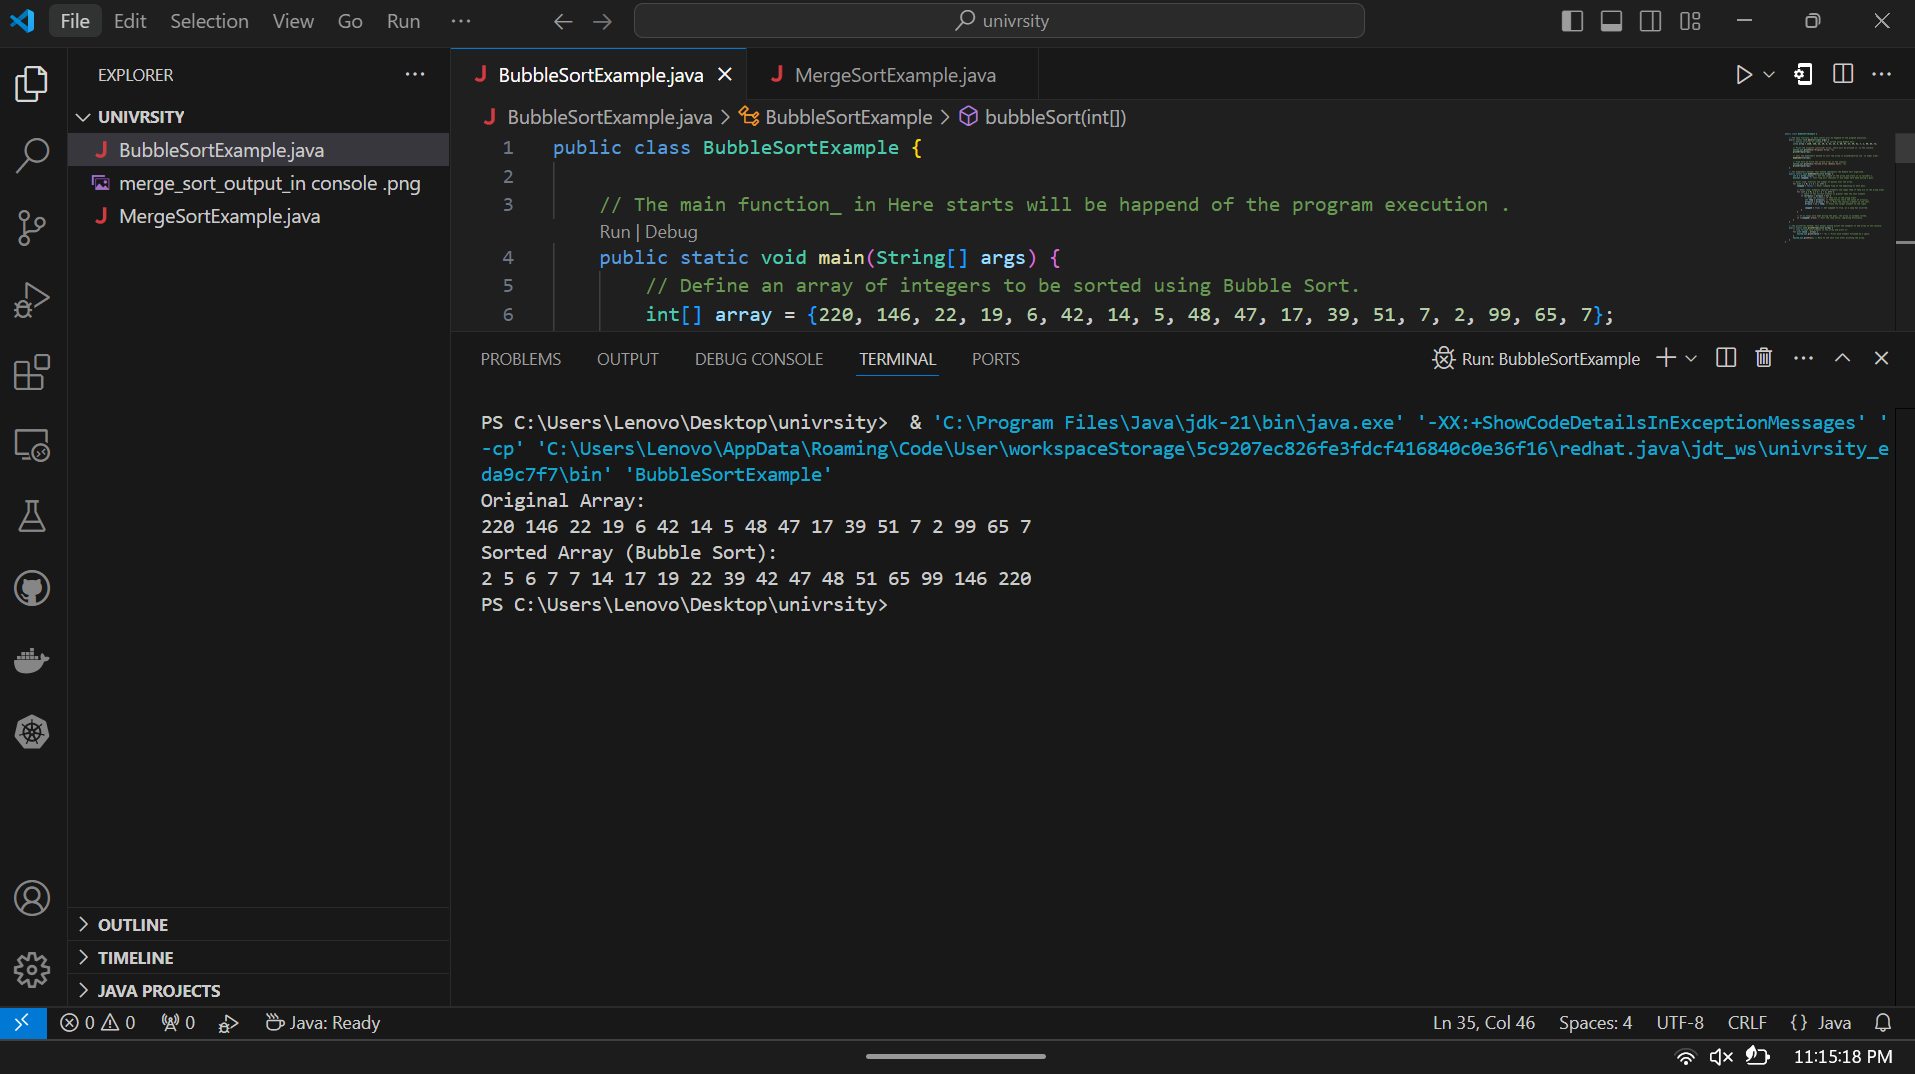 File Edit Selection View Go Run ··· univrsity
EXPLORER ···
UNIVRSITY
BubbleSortExample.java
merge_sort_output_in console .png
MergeSortExample.java
OUTLINE
TIMELINE
JAVA PROJECTS
BubbleSortExample.java MergeSortExample.java
BubbleSortExample.java > BubbleSortExample > bubbleSort(int[])
1 public class BubbleSortExample {
2
3 // The main function_ in Here starts will be happend of the program execution .
Run | Debug
4 public static void main(String[] args) {
5 // Define an array of integers to be sorted using Bubble Sort.
6 int[] array = {220, 146, 22, 19, 6, 42, 14, 5, 48, 47, 17, 39, 51, 7, 2, 99, 65, 7};
PROBLEMS OUTPUT DEBUG CONSOLE TERMINAL PORTS Run: BubbleSortExample
PS C:\Users\Lenovo\Desktop\univrsity> & 'C:\Program Files\Java\jdk-21\bin\java.exe' '-XX:+ShowCodeDetailsInExceptionMessages' '
-cp' 'C:\Users\Lenovo\AppData\Roaming\Code\User\workspaceStorage\5c9207ec826fe3fdcf416840c0e36f16\redhat.java\jdt_ws\univrsity_e
da9c7f7\bin' 'BubbleSortExample'
Original Array:
220 146 22 19 6 42 14 5 48 47 17 39 51 7 2 99 65 7
Sorted Array (Bubble Sort):
2 5 6 7 7 14 17 19 22 39 42 47 48 51 65 99 146 220
PS C:\Users\Lenovo\Desktop\univrsity>
0 0 0 Java: Ready Ln 35, Col 46 Spaces: 4 UTF-8 CRLF {} Java
11:15:18 PM